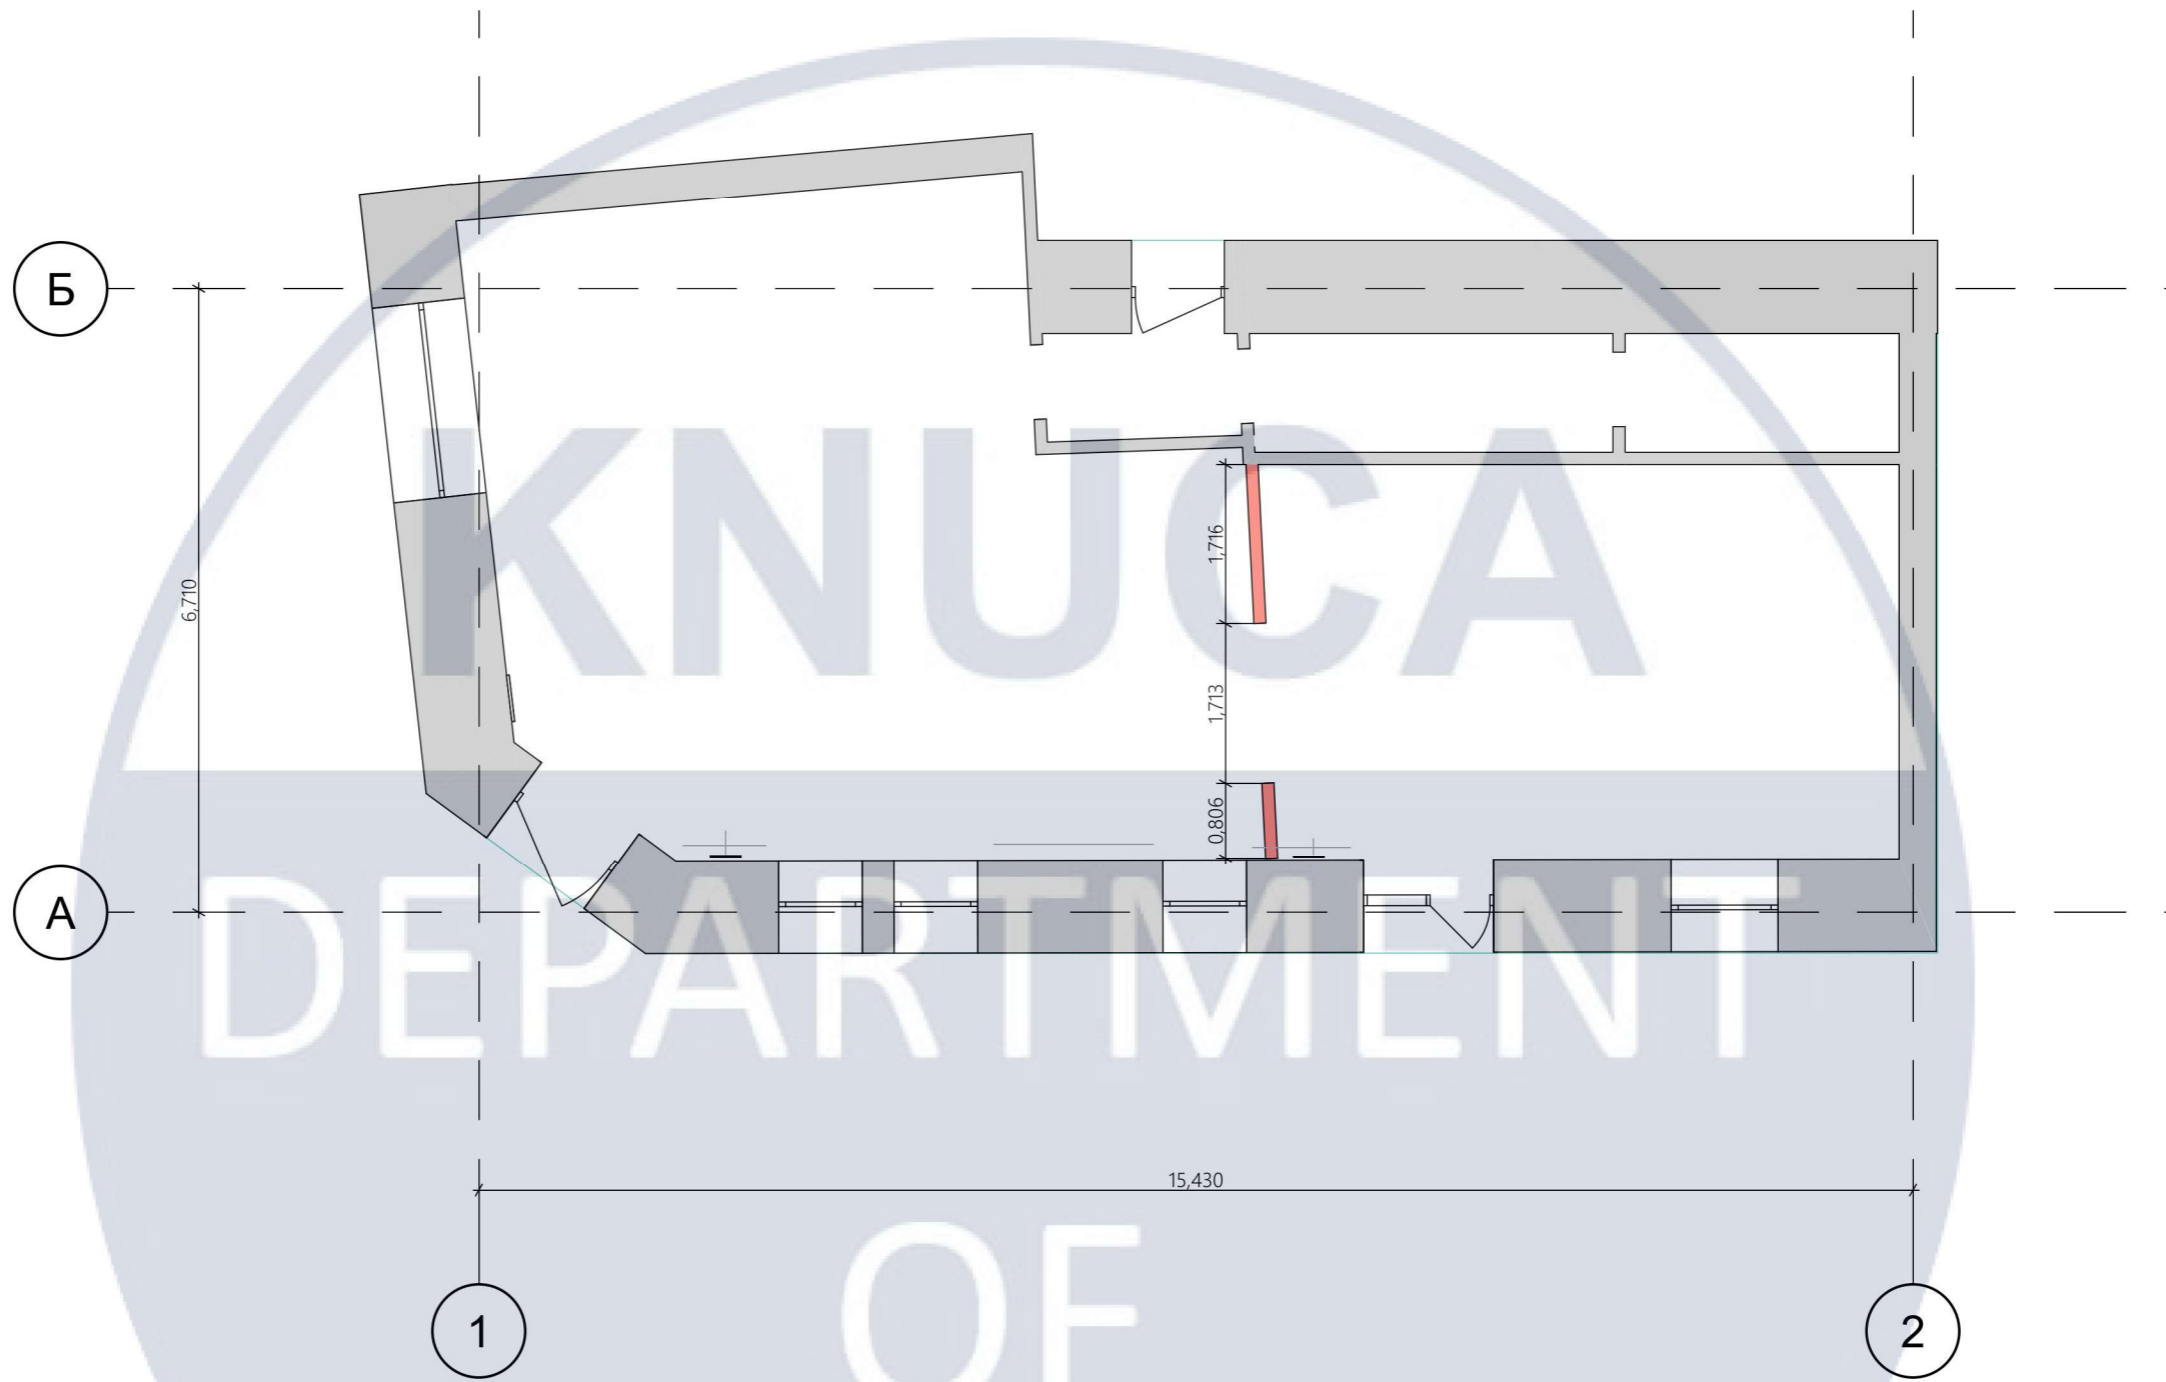 Б
KNUCA
1,716
6,710
1,713
0,806
А
DEPARTMENT
15,430
OF
1
2